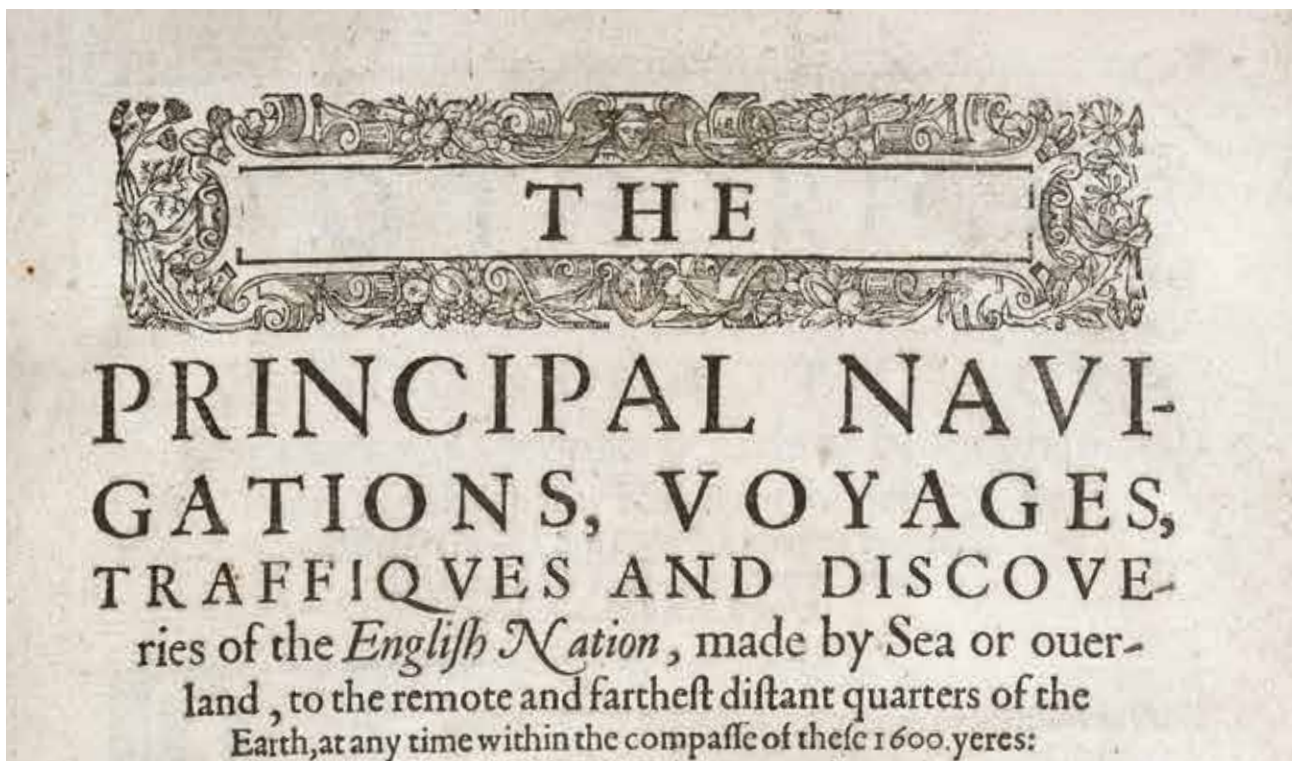 THE
PRINCIPAL NAVI-
GATIONS, VOYAGES,
TRAFFIQVES AND DISCOVE-
ries of the Engliſh Nation, made by Sea or ouer-
land, to the remote and fartheſt diſtant quarters of the
Earth, at any time within the compaſſe of theſe 1600. yeres: